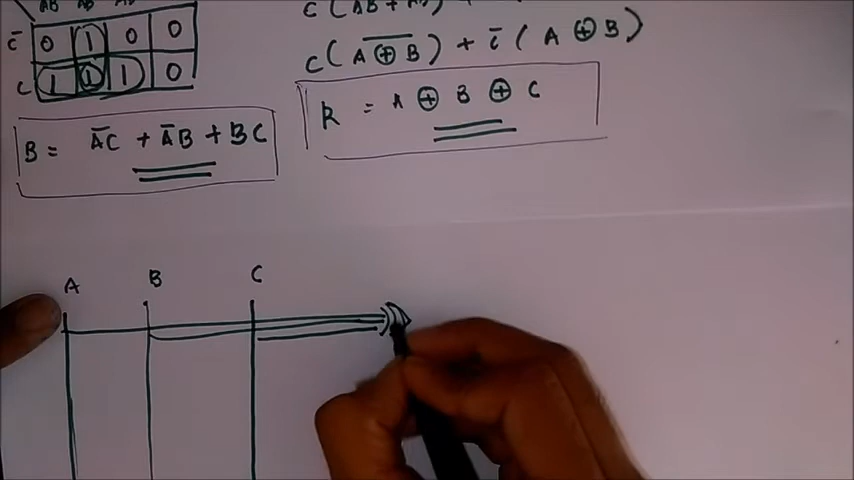 C̄ 0 1 0 0
C 1 1 1 0
B = ĀC + ĀB + BC
C ( A ⊕ B )‾ + C̄ ( A ⊕ B )
R = A ⊕ B ⊕ C
A B C